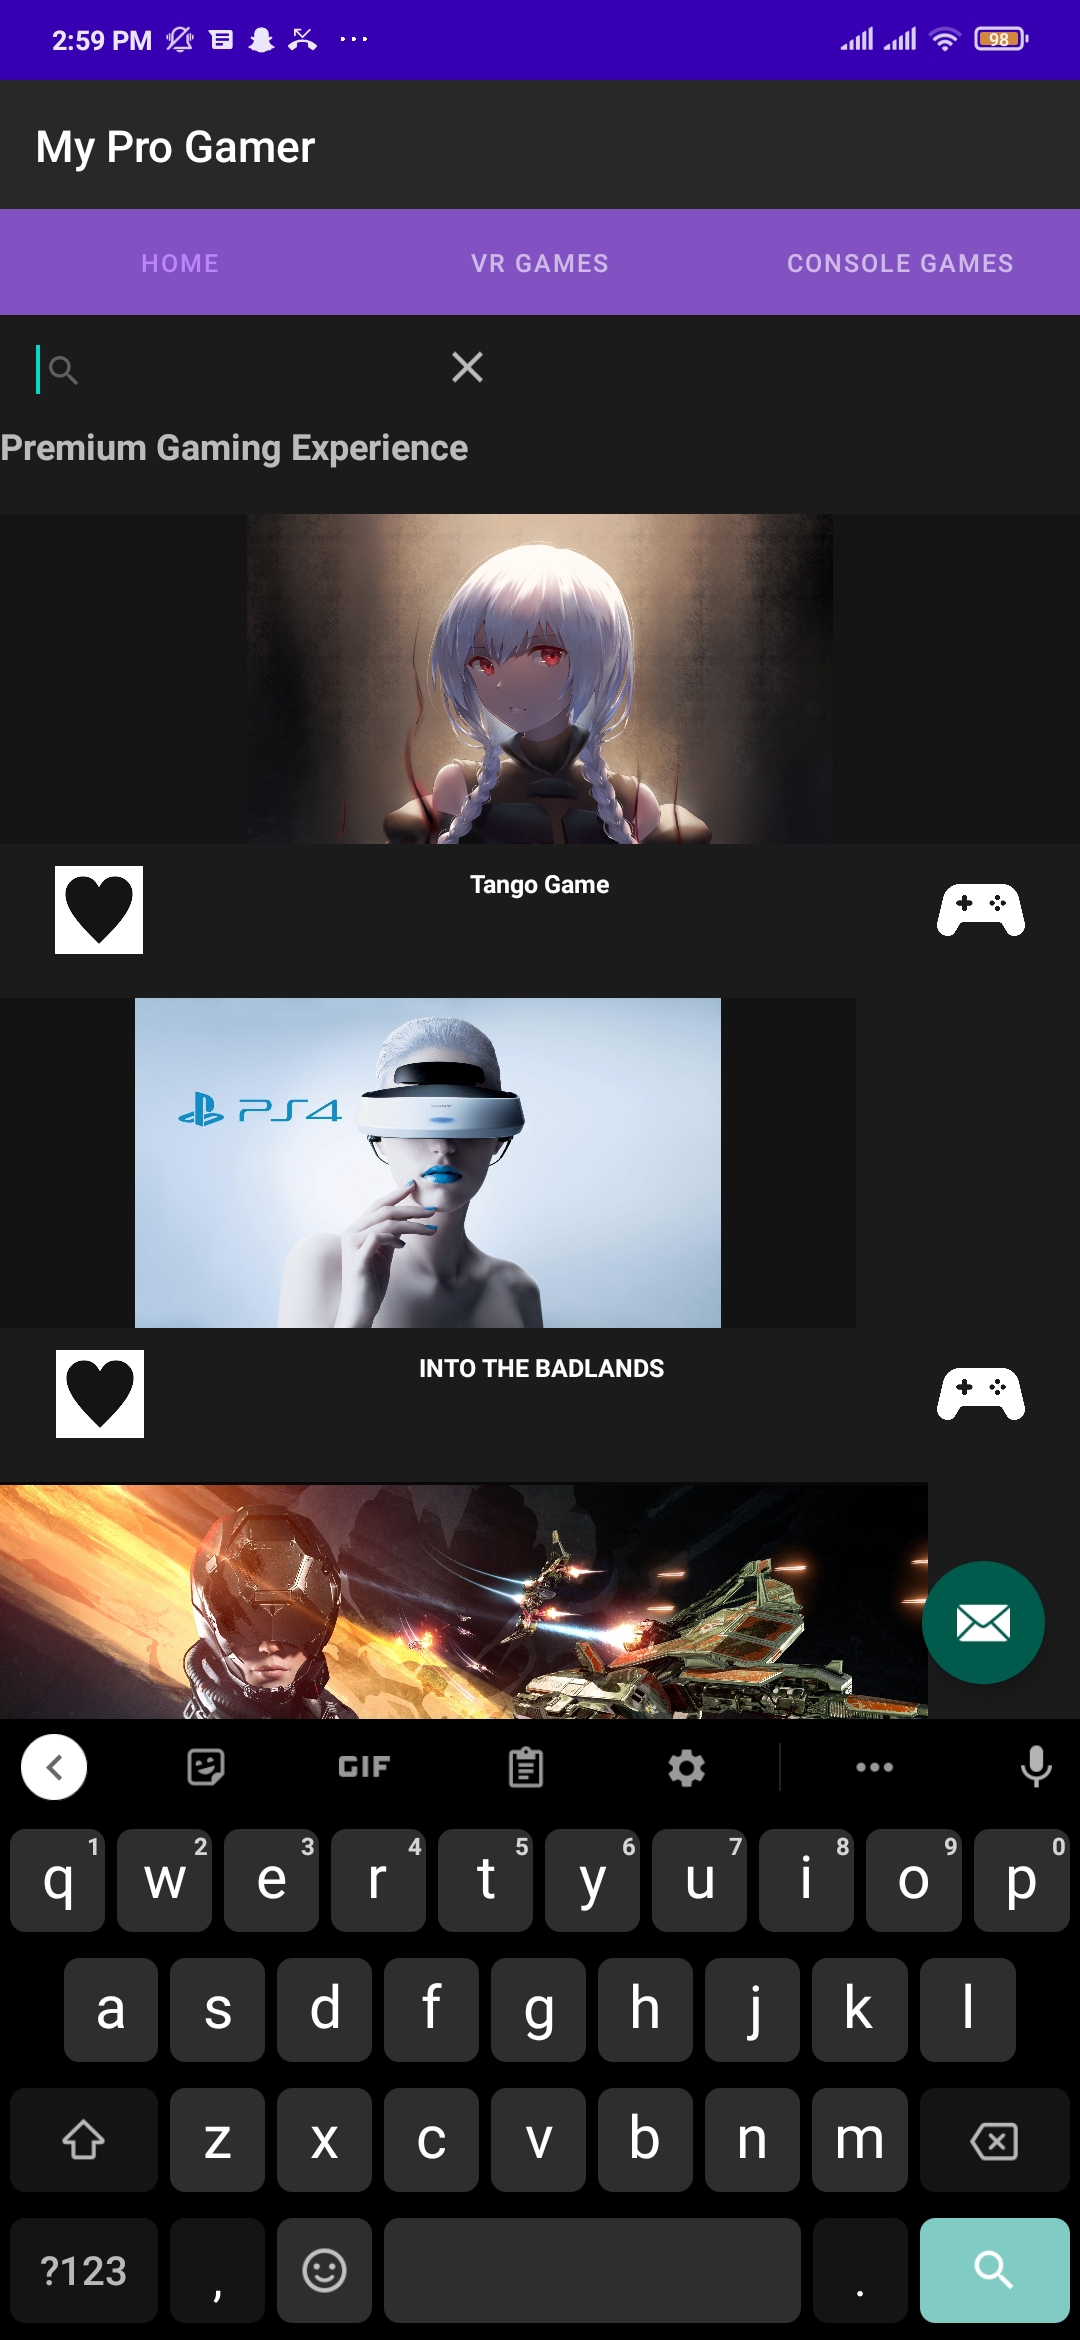 2:59 PM
98
My Pro Gamer
HOME
VR GAMES
CONSOLE GAMES
Premium Gaming Experience
Tango Game
PS4
INTO THE BADLANDS
GIF
q1 w2 e3 r4 t5 y6 u7 i8 o9 p0
a s d f g h j k l
z x c v b n m
?123 , .